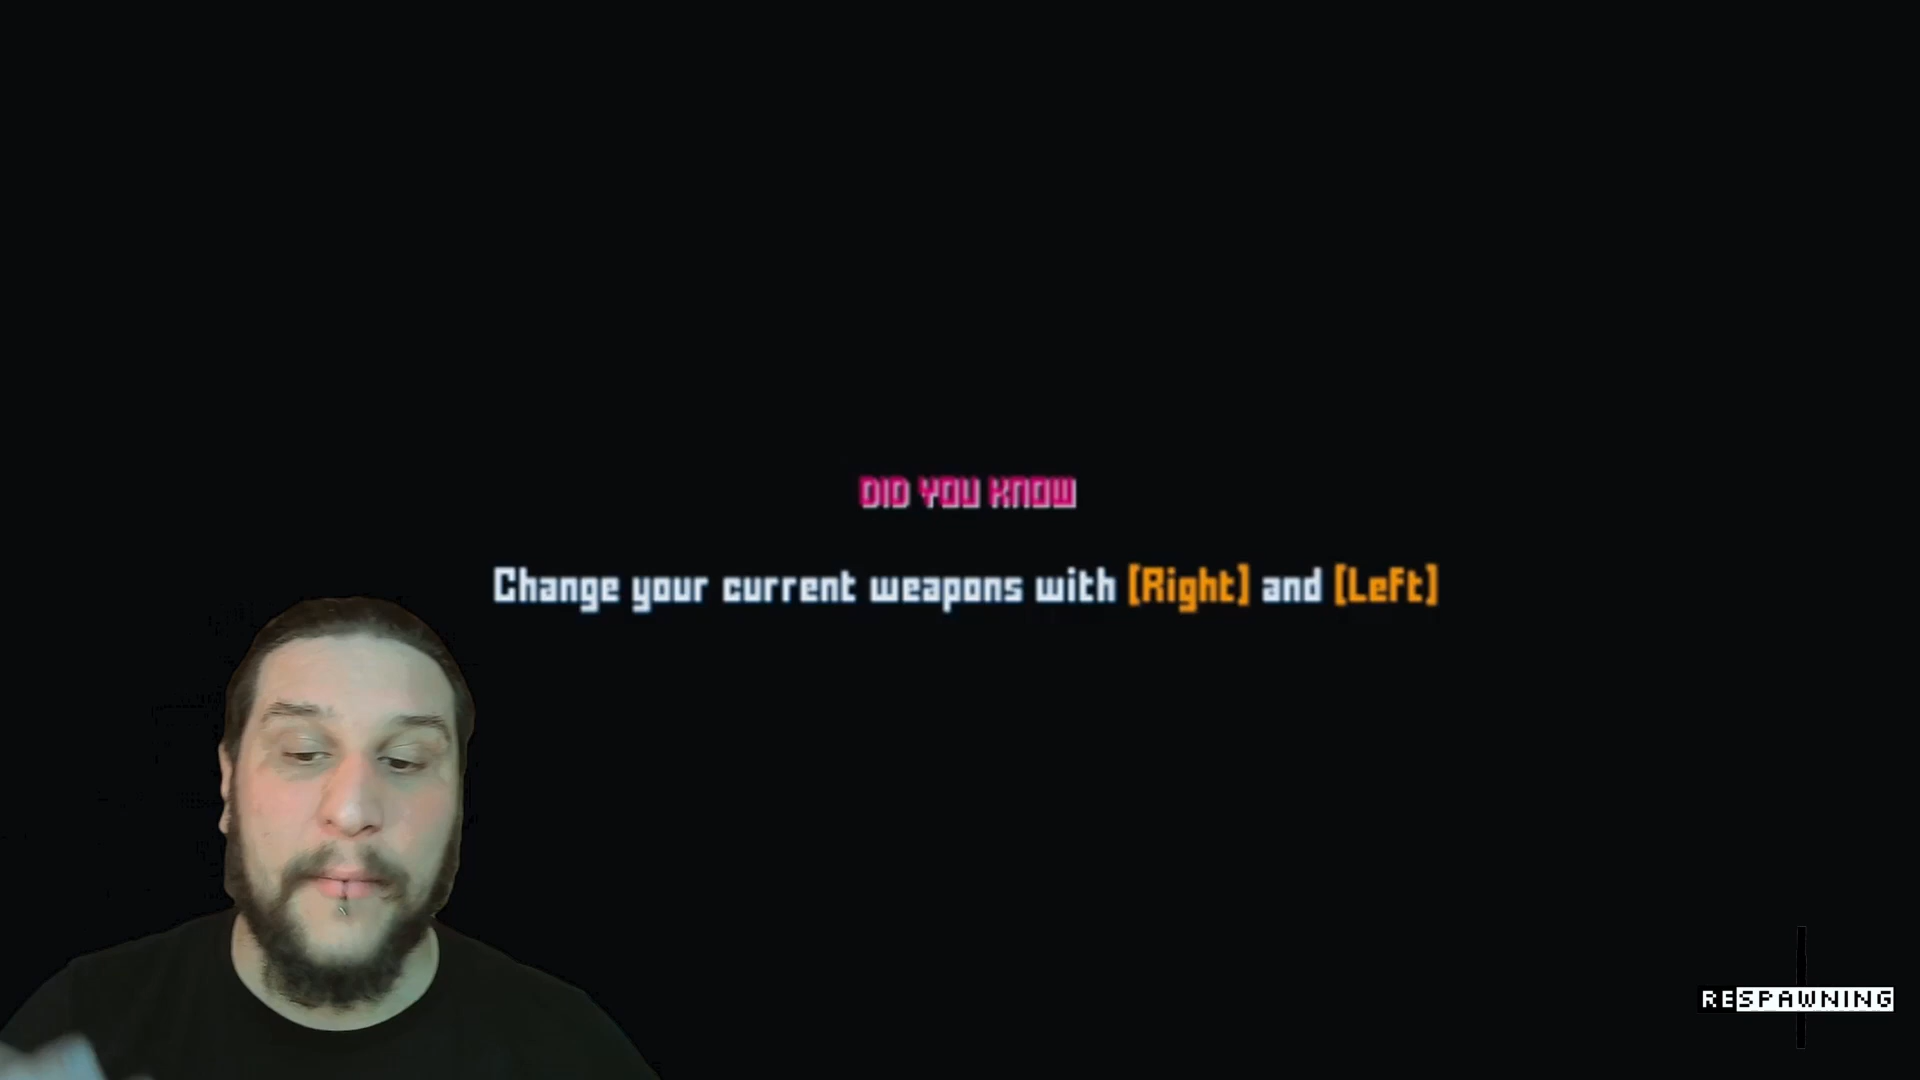 DID YOU KNOW
Change your current weapons with [Right] and [Left]
RESPAWNING